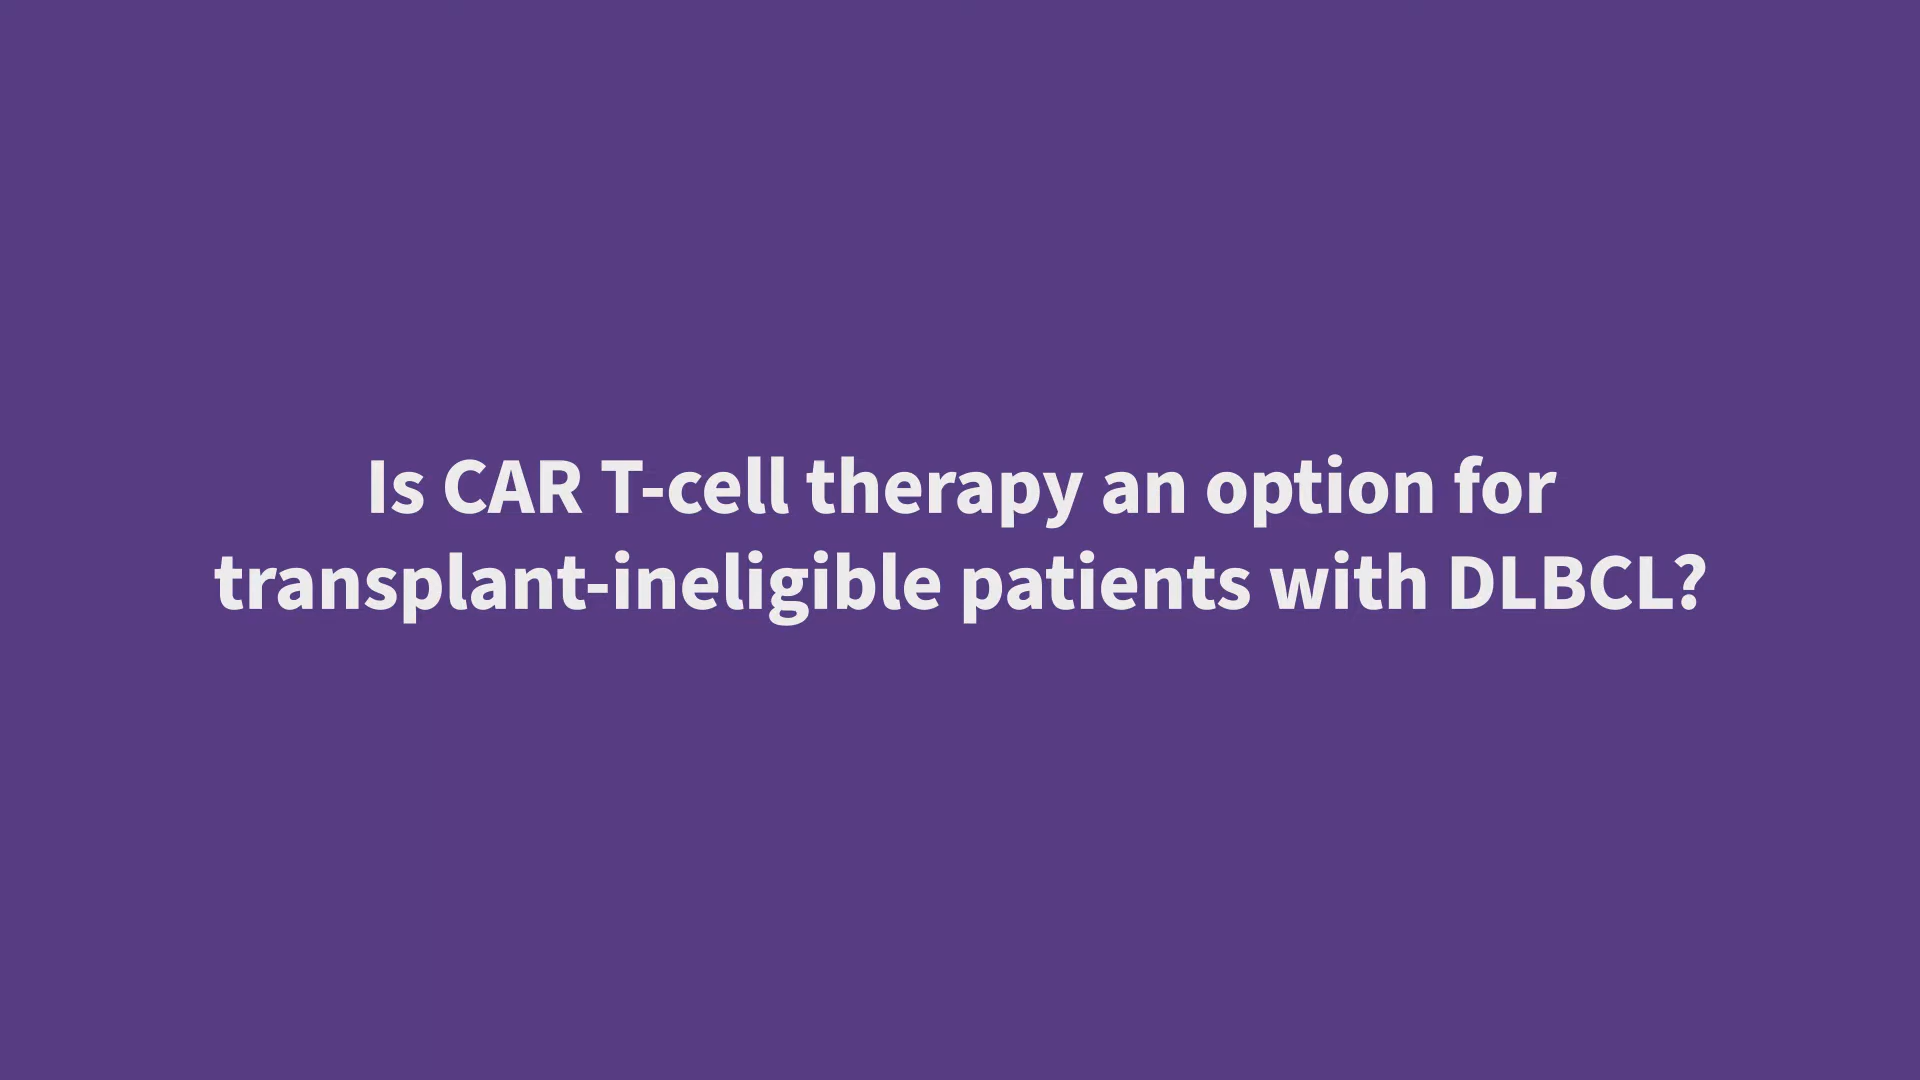 Is CAR T-cell therapy an option for
transplant-ineligible patients with DLBCL?